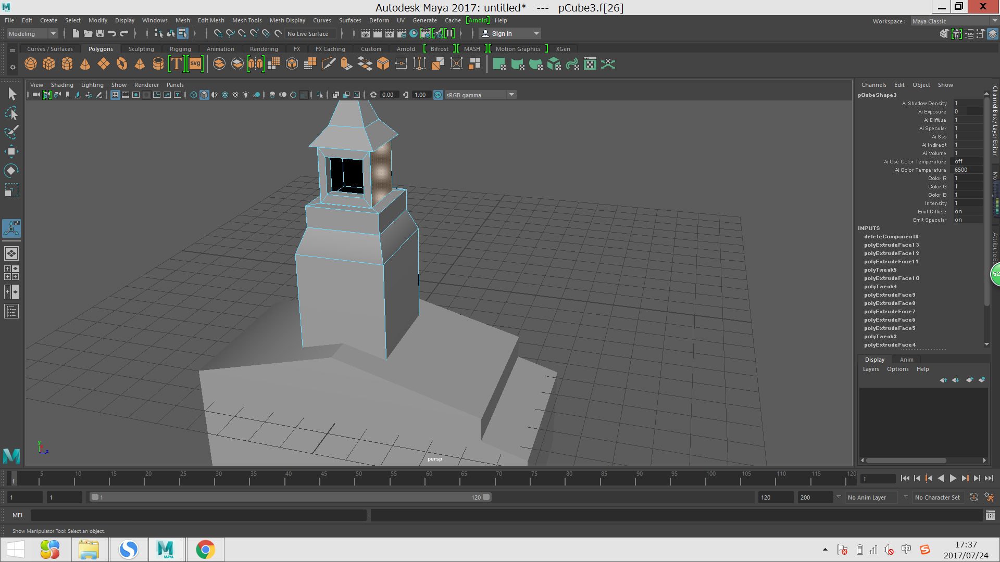 Autodesk Maya 2017: untitled*   ---   pCube3.f[26]
File Edit Create Select Modify Display Windows Mesh Edit Mesh Mesh Tools Mesh Display Curves Surfaces Deform UV Generate Cache [Arnold] Help
Workspace : Maya Classic
Modeling No Live Surface IPR Sign In
Curves / Surfaces Polygons Sculpting Rigging Animation Rendering FX FX Caching Custom Arnold [ Bifrost ] [ MASH ] [ Motion Graphics ] XGen
T svg
View Shading Lighting Show Renderer Panels
0.00 1.00 ON sRGB gamma
Channels Edit Object Show
pCubeShape3
Ai Shadow Density 1
Ai Exposure 0
Ai Diffuse 1
Ai Specular 1
Ai Sss 1
Ai Indirect 1
Ai Volume 1
Ai Use Color Temperature off
Ai Color Temperature 6500
Color R 1
Color G 1
Color B 1
Intensity 1
Emit Diffuse on
Emit Specular on
INPUTS
deleteComponent8
polyExtrudeFace13
polyExtrudeFace12
polyExtrudeFace11
polyTweak5
polyExtrudeFace10
polyTweak4
polyExtrudeFace9
polyExtrudeFace8
polyExtrudeFace7
polyExtrudeFace6
polyExtrudeFace5
polyTweak3
polyExtrudeFace4
Channel Box / Layer Editor
Attribute
52
Display Anim
Layers Options Help
y
z
persp
5 10 15 20 25 30 35 40 45 50 55 60 65 70 75 80 85 90 95 100 105 110 115 120
1 1
1 1 1 120 120 200 No Anim Layer No Character Set
MEL
Show Manipulator Tool: Select an object.
MAYA
中
17:37
2017/07/24